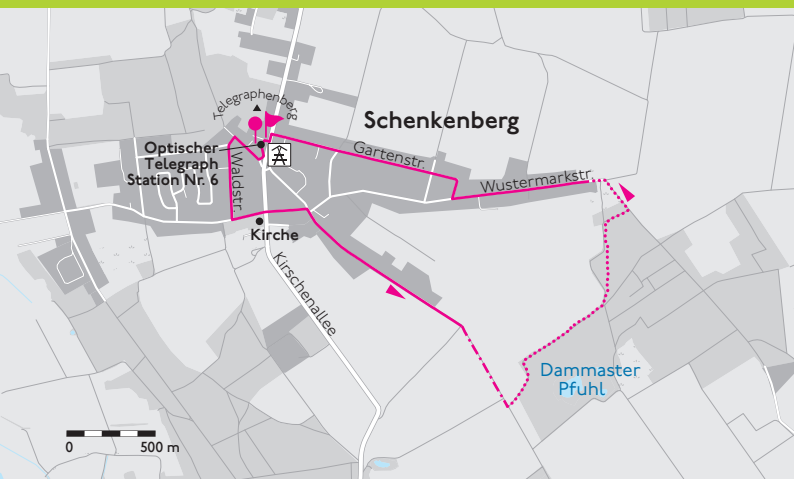 Telegraphenberg
Schenkenberg
Optischer
Telegraph
Station Nr. 6
Gartenstr.
Waldstr.
Wustermarkstr.
Kirche
Kirschenallee
Dammaster
Pfuhl
0 500 m